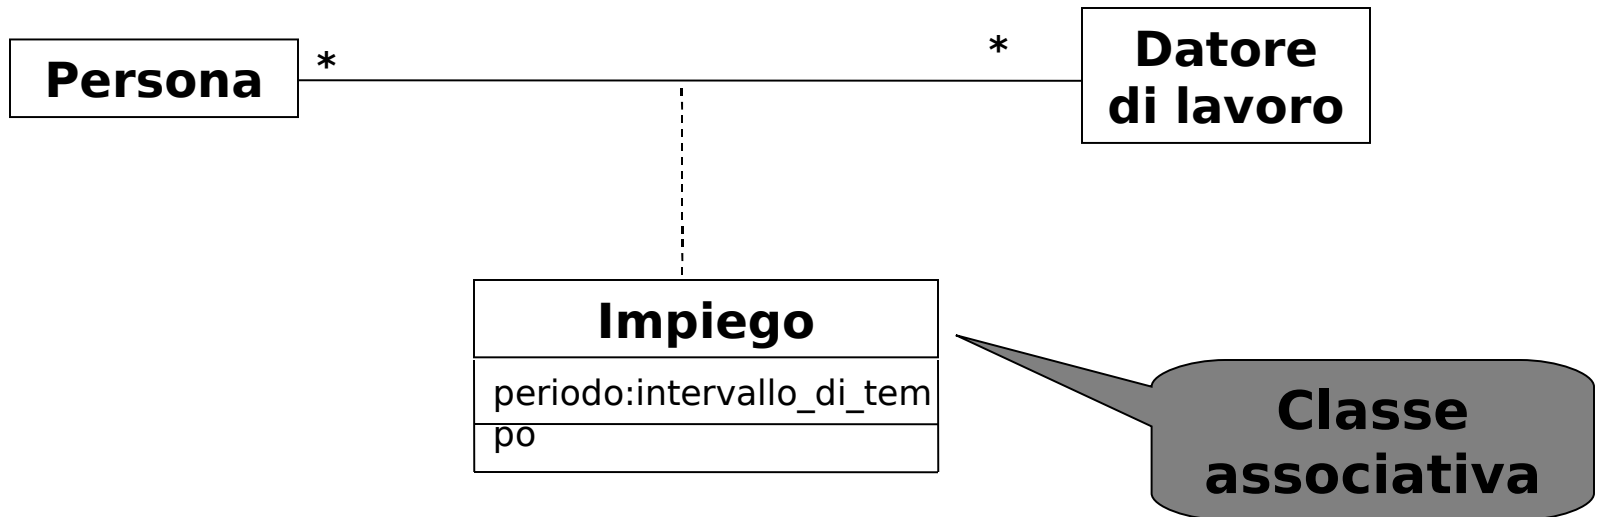 Persona
*
*
Datore
di lavoro
Impiego
periodo:intervallo_di_tem
po
Classe
associativa